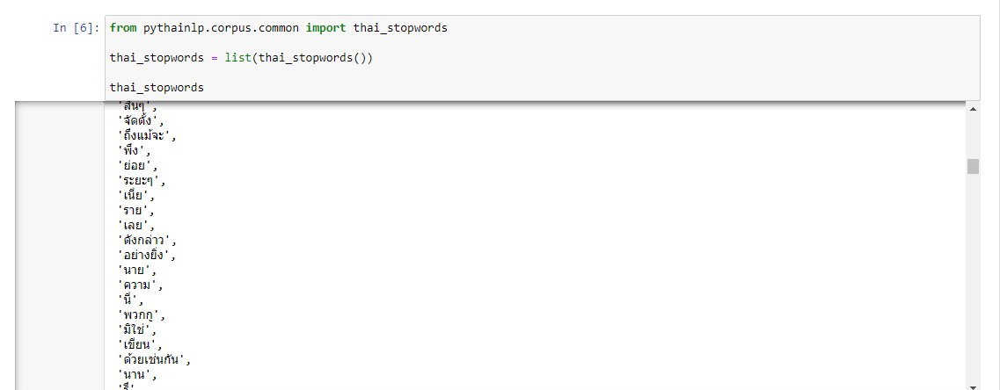 In [6]: from pythainlp.corpus.common import thai_stopwords
thai_stopwords = list(thai_stopwords())
thai_stopwords
'สั้นๆ',
'จัดตั้ง',
'ถึงแม้จะ',
'พึง',
'ย่อย',
'ระยะๆ',
'เนี่ย',
'ราย',
'เลย',
'ดังกล่าว',
'อย่างยิ่ง',
'นาย',
'ความ',
'นี่',
'พวกกู',
'มิใช่',
'เขียน',
'ด้วยเช่นกัน',
'นาน',